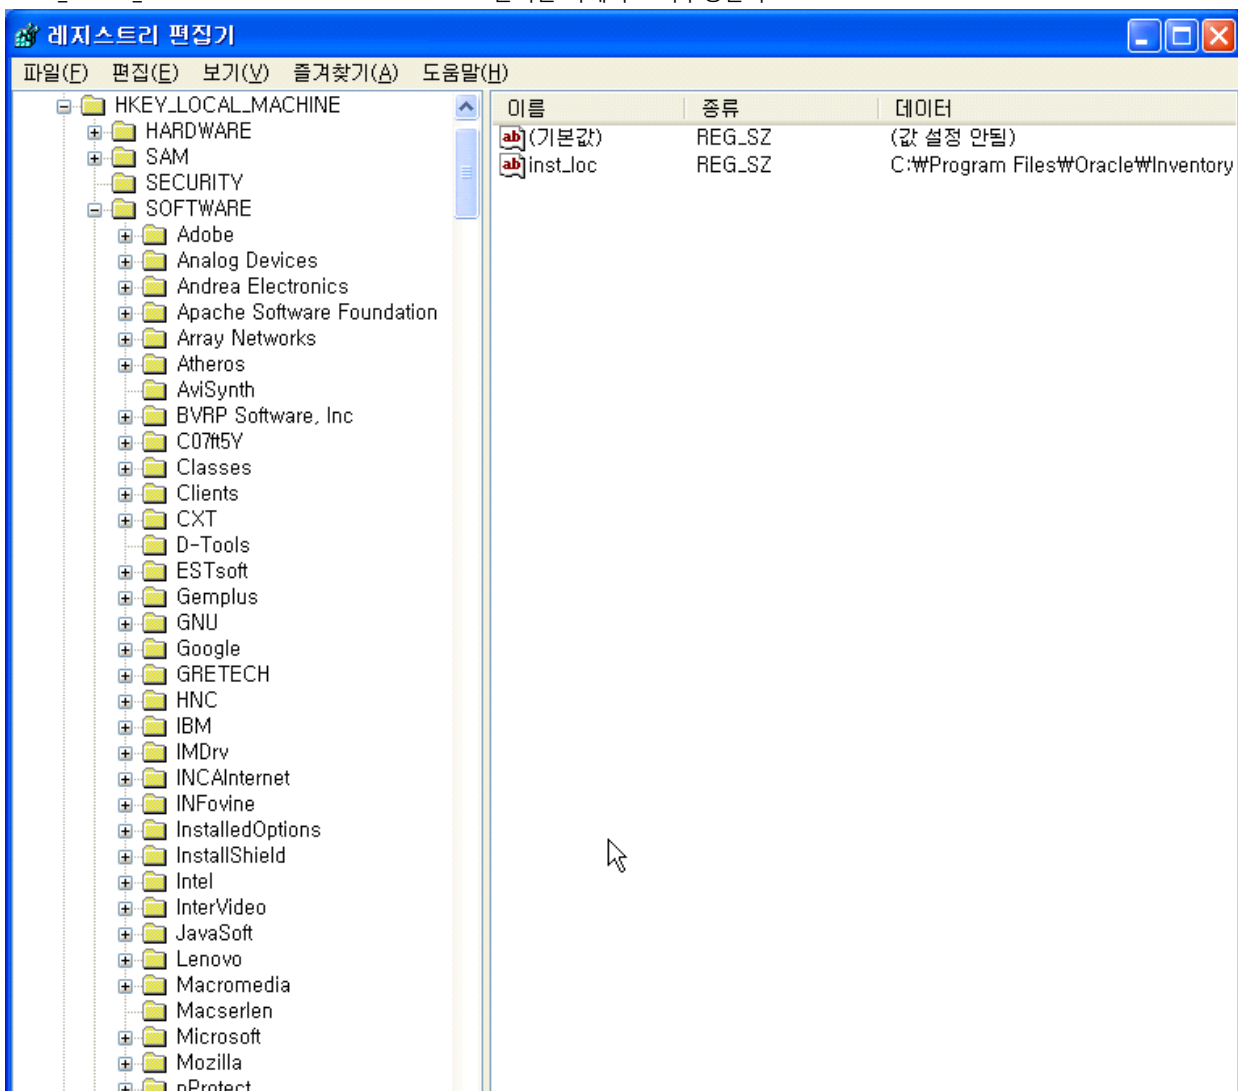 레지스트리 편집기
파일(F) 편집(E) 보기(V) 즐겨찾기(A) 도움말(H)
HKEY_LOCAL_MACHINE
HARDWARE
SAM
SECURITY
SOFTWARE
Adobe
Analog Devices
Andrea Electronics
Apache Software Foundation
Array Networks
Atheros
AviSynth
BVRP Software, Inc
C07ft5Y
Classes
Clients
CXT
D-Tools
ESTsoft
Gemplus
GNU
Google
GRETECH
HNC
IBM
IMDrv
INCAInternet
INFovine
InstalledOptions
InstallShield
Intel
InterVideo
JavaSoft
Lenovo
Macromedia
Macserlen
Microsoft
Mozilla
nProtect
이름 종류 데이터
(기본값) REG_SZ (값 설정 안됨)
inst_loc REG_SZ C:₩Program Files₩Oracle₩Inventory